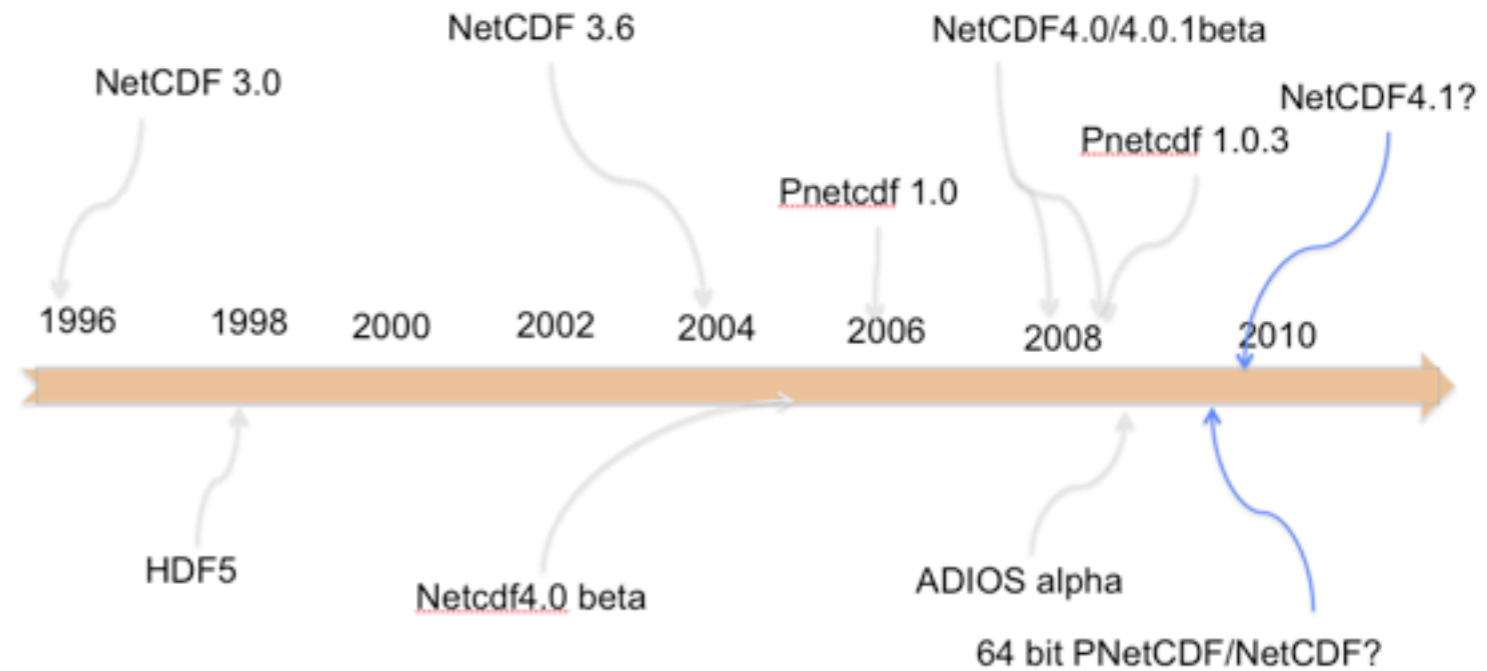 NetCDF 3.6
NetCDF4.0/4.0.1beta
NetCDF 3.0
NetCDF4.1?
Pnetcdf 1.0.3
Pnetcdf 1.0
1996 1998 2000 2002 2004 2006 2008 2010
HDF5
Netcdf4.0 beta
ADIOS alpha
64 bit PNetCDF/NetCDF?